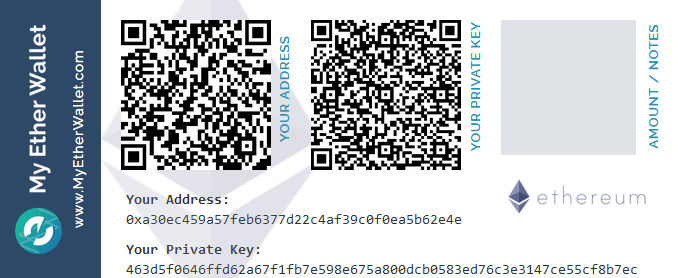 My Ether Wallet
www.MyEtherWallet.com
YOUR ADDRESS
YOUR PRIVATE KEY
AMOUNT / NOTES
ethereum
Your Address:
0xa30ec459a57feb6377d22c4af39c0f0ea5b62e4e
Your Private Key:
463d5f0646ffd62a67f1fb7e598e675a800dcb0583ed76c3e3147ce55cf8b7ec